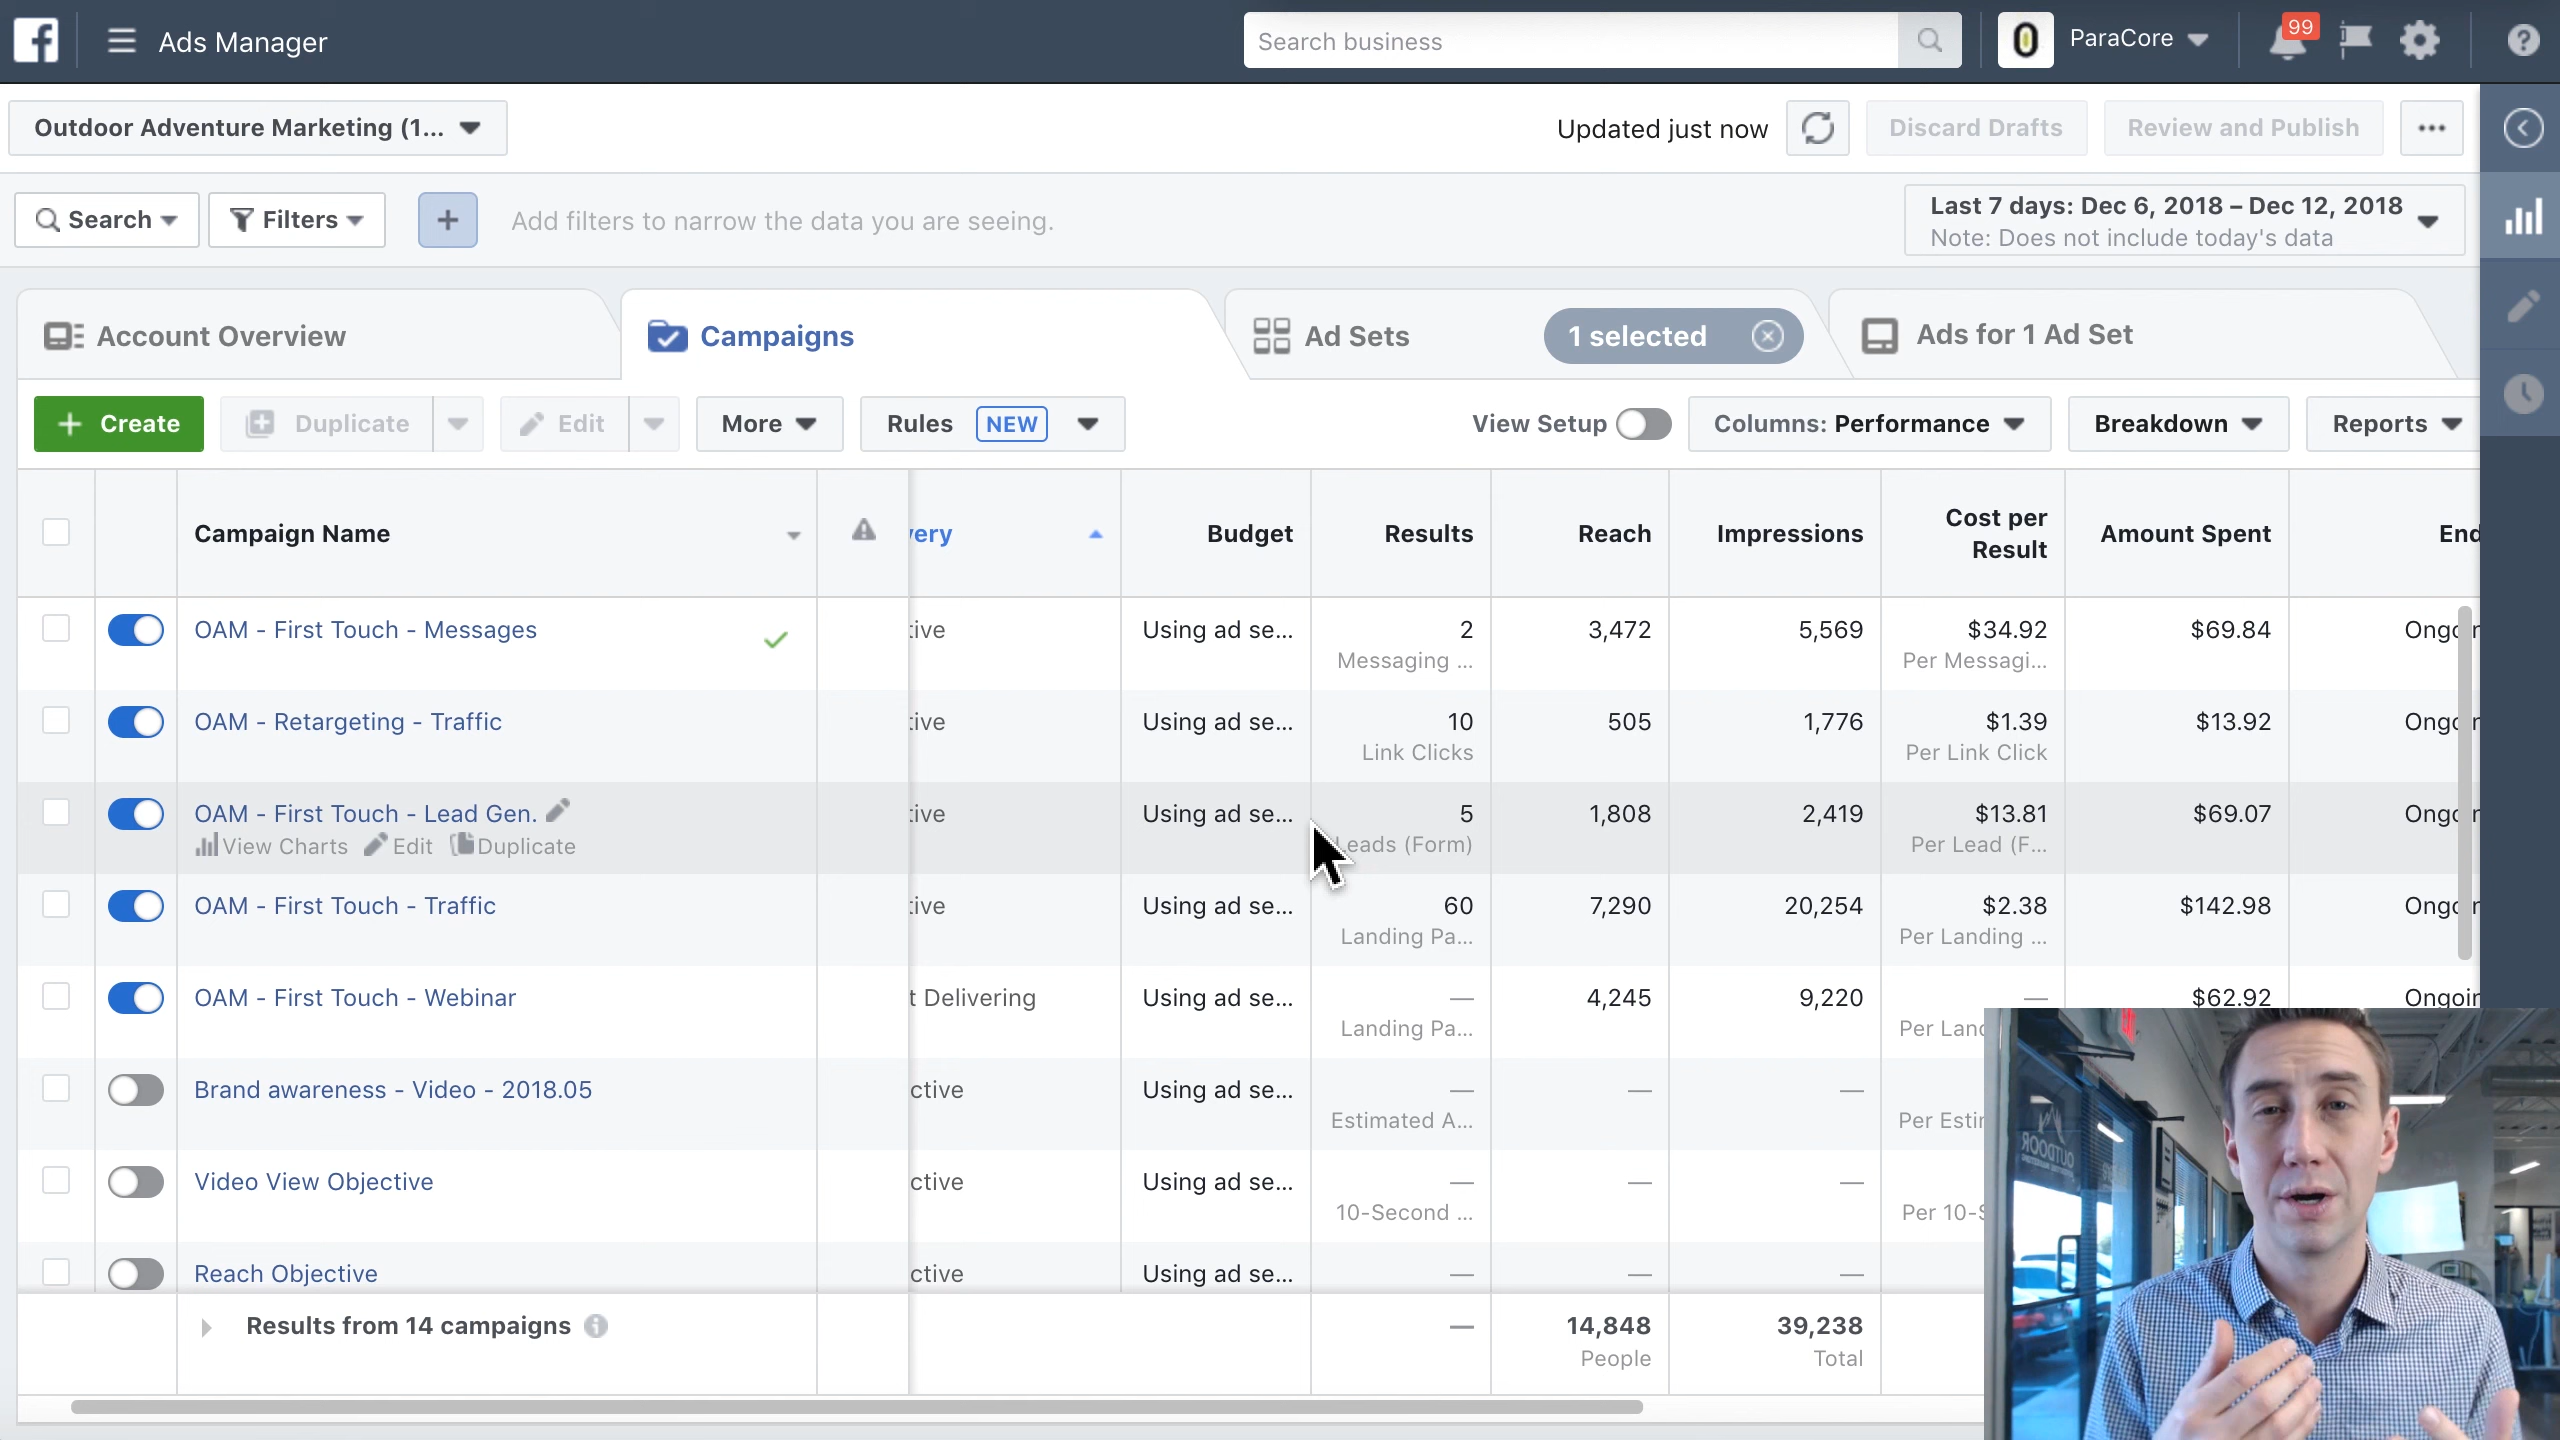 Ads Manager
Search business
ParaCore
99
Outdoor Adventure Marketing (1...
Updated just now
Discard Drafts
Review and Publish
Search
Filters
Add filters to narrow the data you are seeing.
Last 7 days: Dec 6, 2018 – Dec 12, 2018
Note: Does not include today's data
Account Overview
Campaigns
Ad Sets
1 selected
Ads for 1 Ad Set
Create
Duplicate
Edit
More
Rules NEW
View Setup
Columns: Performance
Breakdown
Reports
Campaign Name
very
Budget
Results
Reach
Impressions
Cost per
Result
Amount Spent
End
OAM - First Touch - Messages
tive
Using ad se...
2
3,472
5,569
$34.92
$69.84
Ongoin
Messaging ...
Per Messagi...
OAM - Retargeting - Traffic
tive
Using ad se...
10
505
1,776
$1.39
$13.92
Ongoin
Link Clicks
Per Link Click
OAM - First Touch - Lead Gen.
tive
Using ad se...
5
1,808
2,419
$13.81
$69.07
Ongoin
View Charts
Edit
Duplicate
Leads (Form)
Per Lead (F...
OAM - First Touch - Traffic
tive
Using ad se...
60
7,290
20,254
$2.38
$142.98
Ongoin
Landing Pa...
Per Landing ...
OAM - First Touch - Webinar
t Delivering
Using ad se...
—
4,245
9,220
—
$62.92
Ongoin
Landing Pa...
Per Lanc
Brand awareness - Video - 2018.05
ctive
Using ad se...
—
—
—
Estimated A...
Per Estin
Video View Objective
ctive
Using ad se...
—
—
—
10-Second ...
Per 10-S
Reach Objective
ctive
Using ad se...
—
—
—
Results from 14 campaigns
—
14,848
39,238
People
Total
OUTDOOR